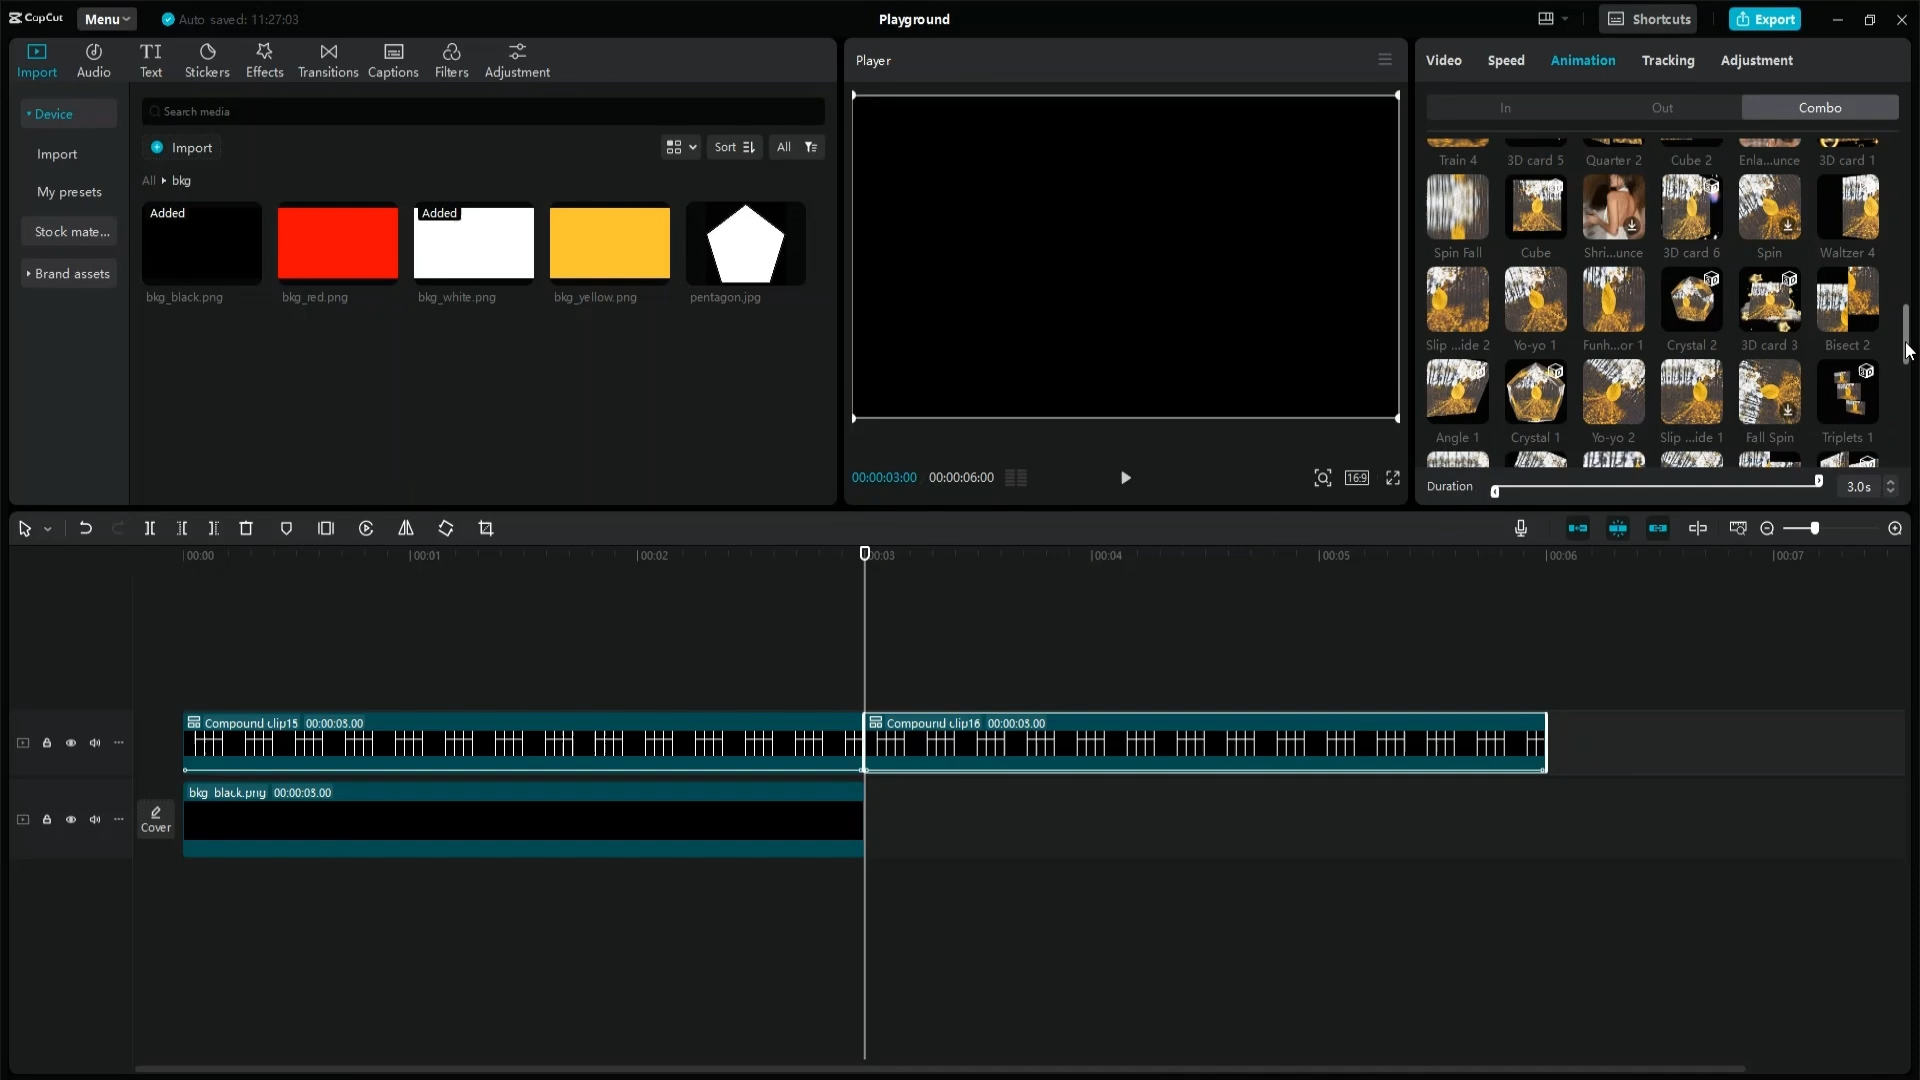 CapCut
Menu
Auto saved: 11:27:03
Playground
Shortcuts
Export
Import
Audio
TI
Text
Stickers
Effects
Transitions
Captions
Filters
Adjustment
Device
Import
My presets
Stock mate...
Brand assets
Search media
Import
Sort
All
All
bkg
Added
Added
bkg_black.png
bkg_red.png
bkg_white.png
bkg_yellow.png
pentagon.jpg
Player
00:00:03:00
00:00:06:00
16:9
Video
Speed
Animation
Tracking
Adjustment
In
Out
Combo
Train 4
3D card 5
Quarter 2
Cube 2
Enla...unce
3D card 1
Spin Fall
Cube
Shri...unce
3D card 6
Spin
Waltzer 4
Slip ...ide 2
Yo-yo 1
Funh...or 1
Crystal 2
3D card 3
Bisect 2
Angle 1
Crystal 1
Yo-yo 2
Slip ...ide 1
Fall Spin
Triplets 1
Duration
3.0s
00:00
00:01
00:02
00:03
00:04
00:05
00:06
00:07
Compound clip15 00:00:03:00
Compound clip16 00:00:03:00
Cover
bkg_black.png 00:00:03:00